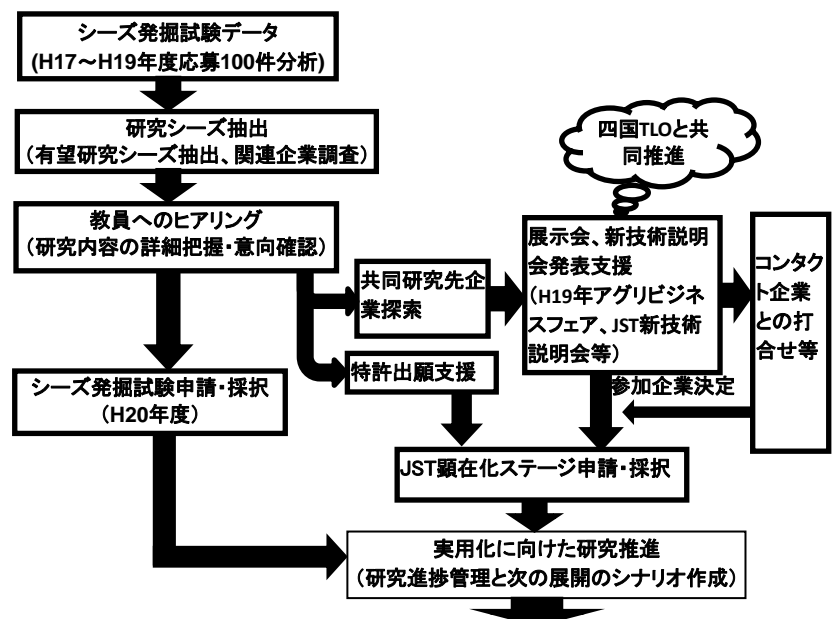 シーズ発掘試験データ
(H17～H19年度応募100件分析)
研究シーズ抽出
（有望研究シーズ抽出、関連企業調査）
教員へのヒアリング
（研究内容の詳細把握・意向確認）
四国TLOと共
同推進
共同研究先企
業探索
展示会、新技術説明
会発表支援
（H19年アグリビジネ
スフェア、JST新技術
説明会等）
コンタク
ト企業
との打
合せ等
特許出願支援
参加企業決定
シーズ発掘試験申請・採択
（H20年度）
JST顕在化ステージ申請・採択
実用化に向けた研究推進
（研究進捗管理と次の展開のシナリオ作成）